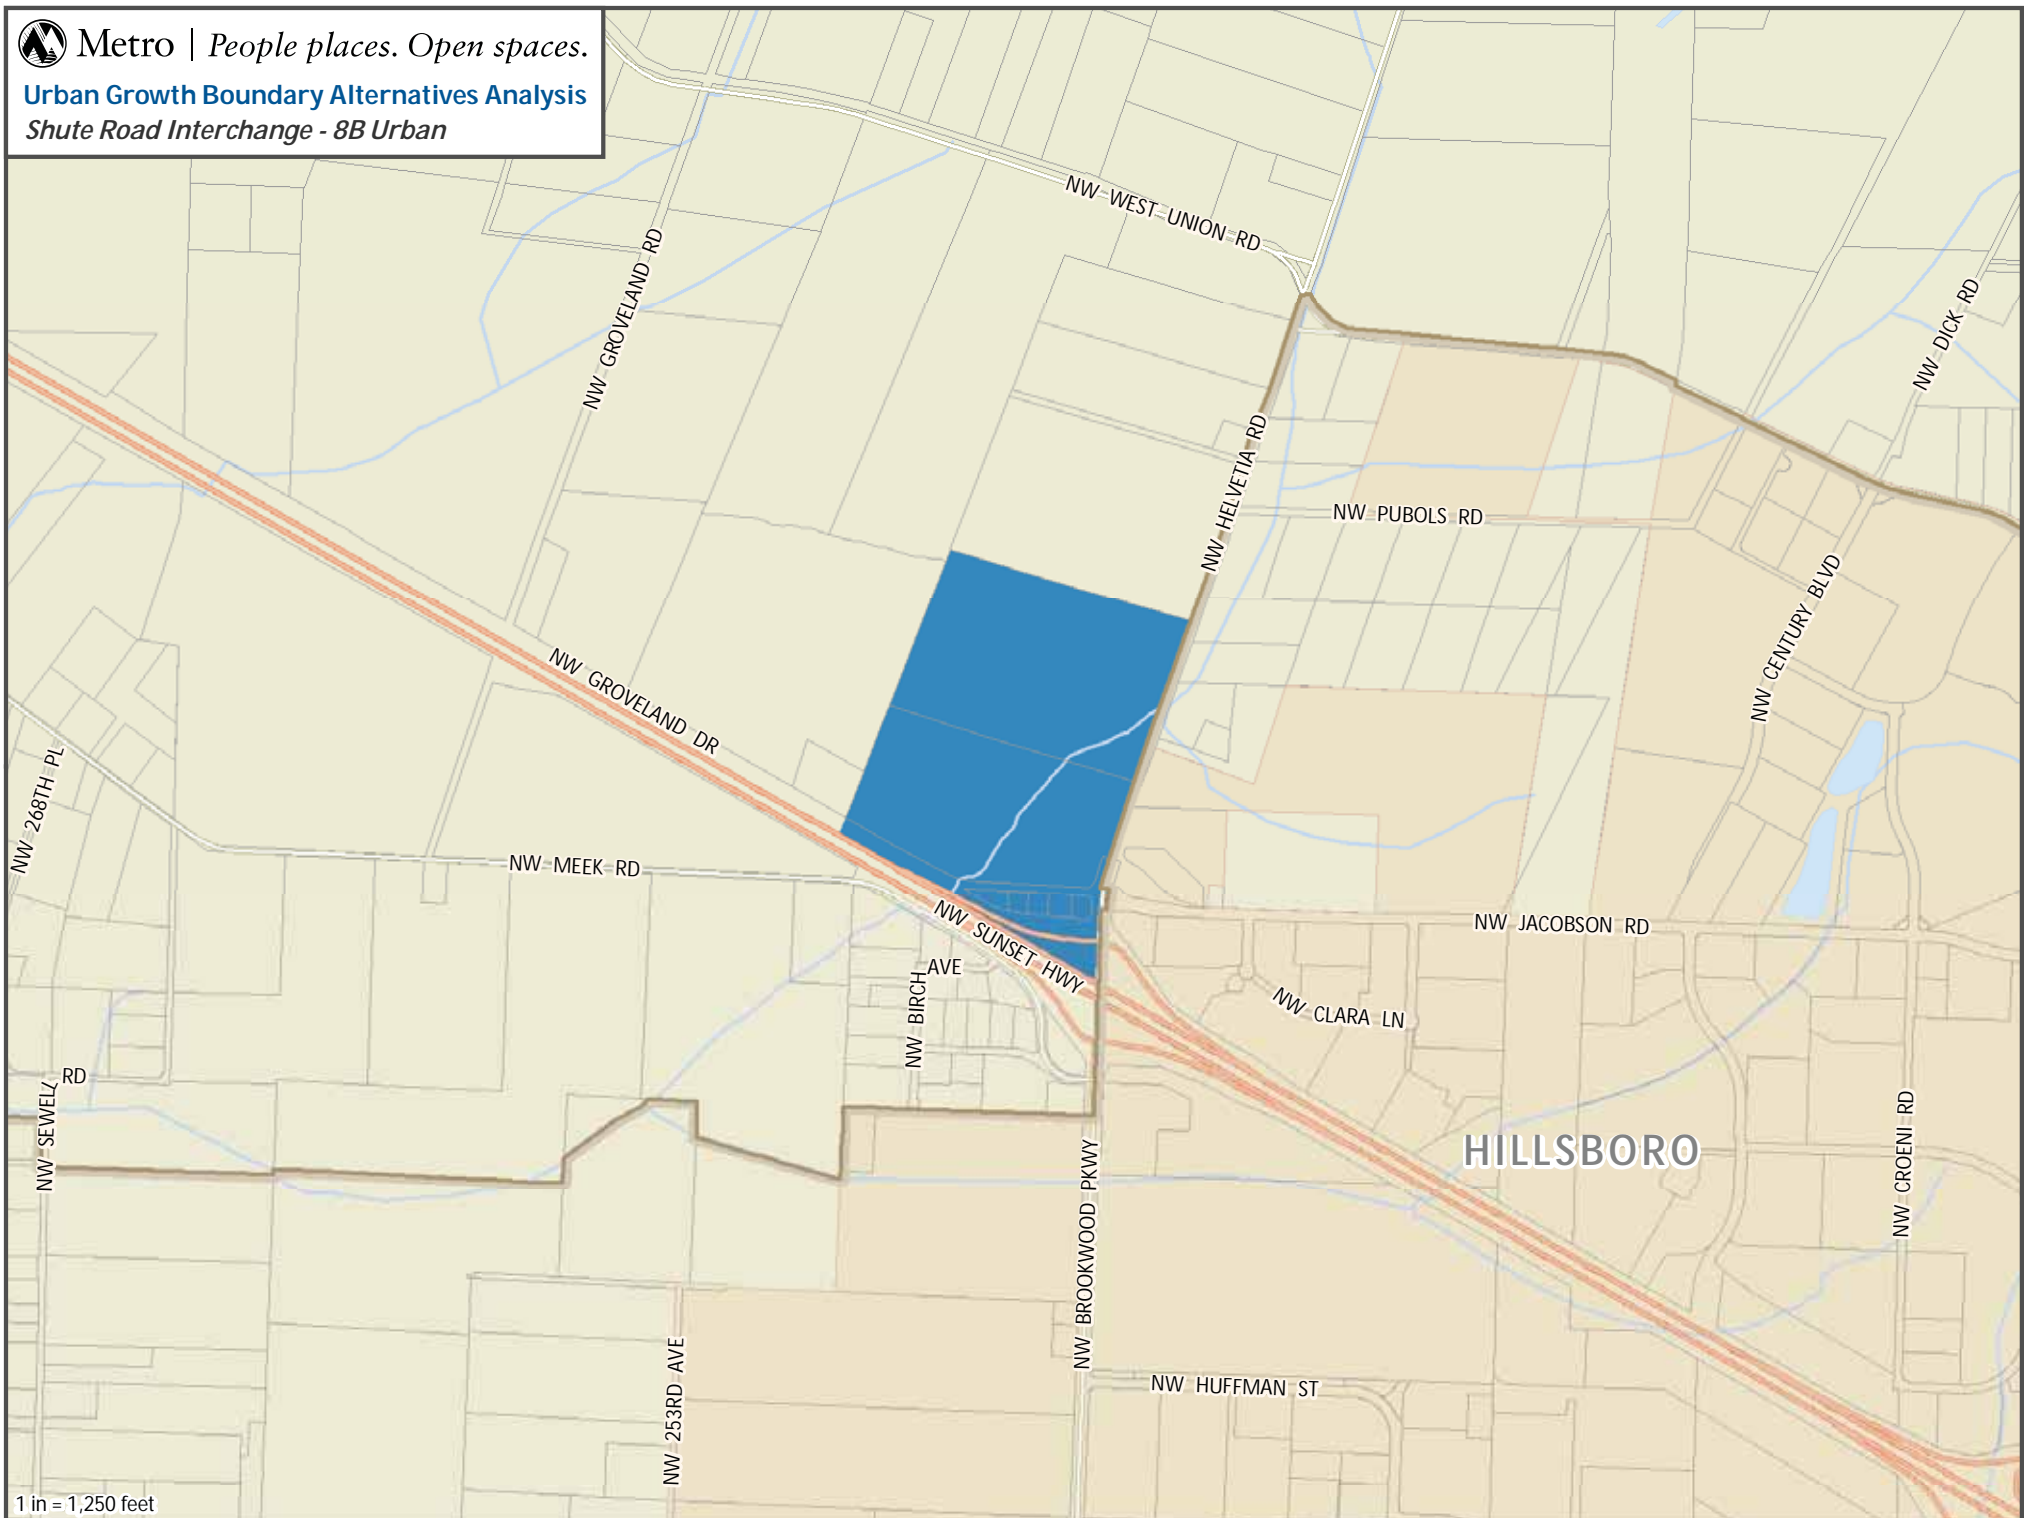 Metro | People places. Open spaces.
Urban Growth Boundary Alternatives Analysis
Shute Road Interchange - 8B Urban
NW WEST UNION RD
NW GROVELAND RD
NW DICK RD
NW HELVETIA RD
NW PUBOLS RD
NW CENTURY BLVD
NW GROVELAND DR
NW 268TH PL
NW MEEK RD
NW SUNSET HWY
NW JACOBSON RD
NW BIRCH AVE
NW CLARA LN
NW SEWELL RD
HILLSBORO
NW CROENI RD
NW BROOKWOOD PKWY
NW 253RD AVE
NW HUFFMAN ST
1 in = 1,250 feet